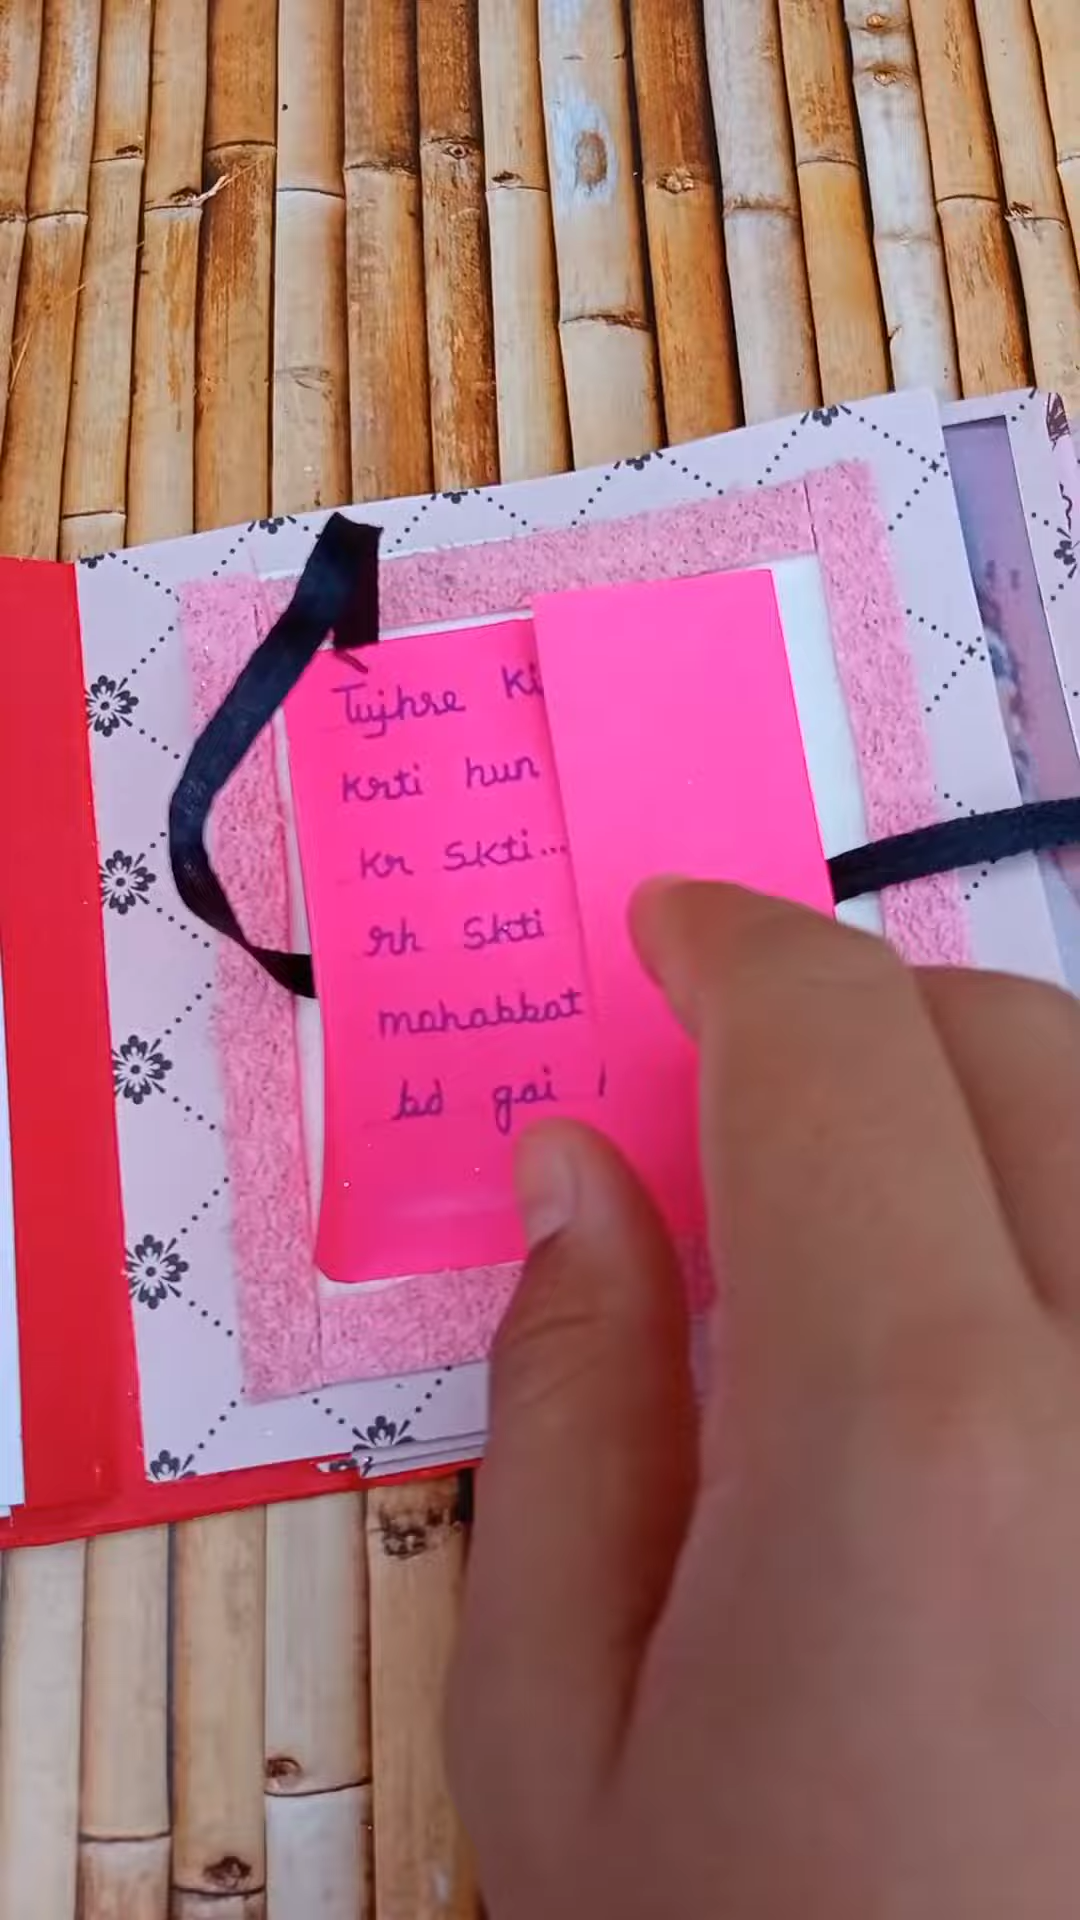 Tujhse ki
krti hun
kr skti...
rh skti
mohabbat
bd gai !